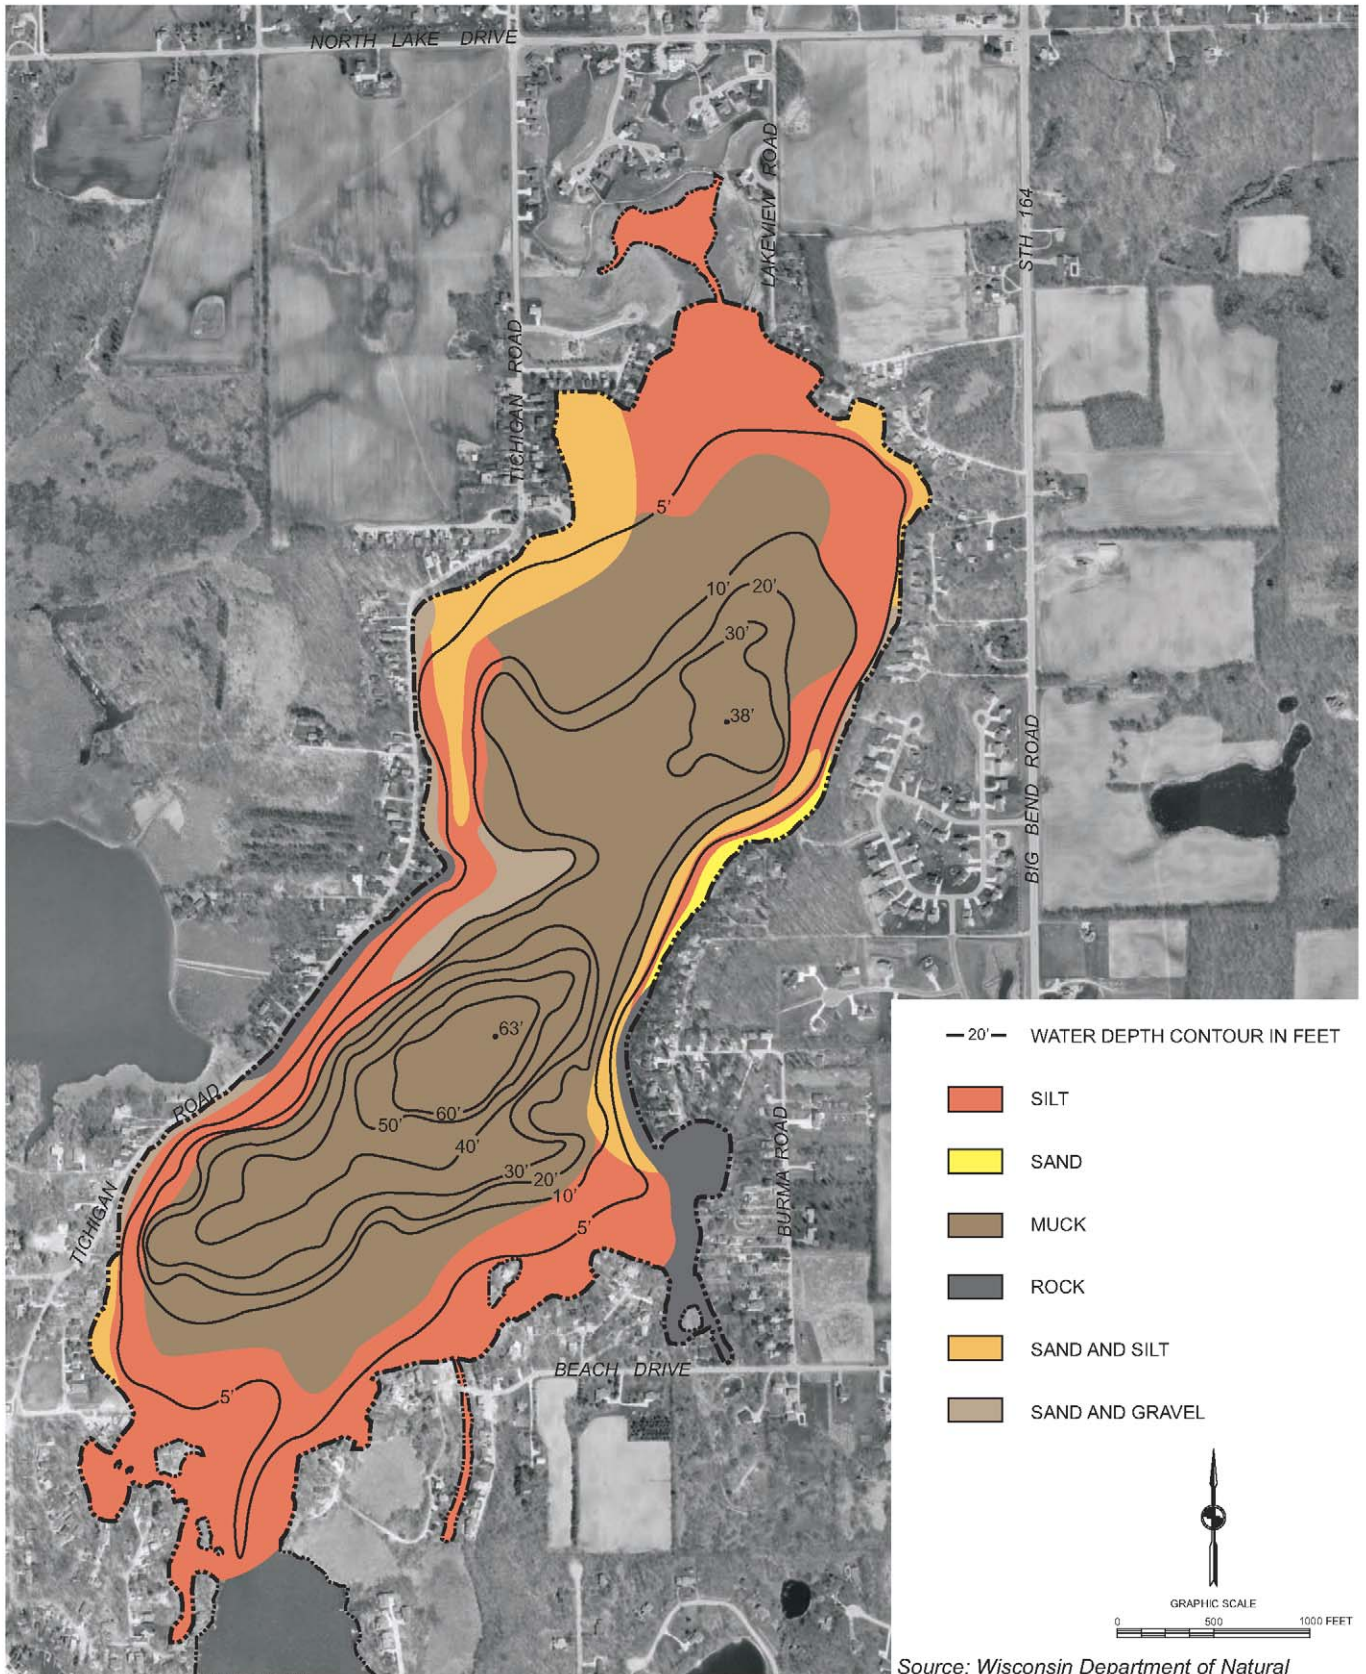 NORTH LAKE DRIVE
LAKEVIEW ROAD
STH 164
TICHIGAN ROAD
5'
10'
20'
30'
38'
BIG BEND ROAD
63'
60'
50'
40'
30'
20'
10'
5'
TICHIGAN ROAD
BURMA ROAD
BEACH DRIVE
5'
20' WATER DEPTH CONTOUR IN FEET
SILT
SAND
MUCK
ROCK
SAND AND SILT
SAND AND GRAVEL
GRAPHIC SCALE
0 500 1000 FEET
Source: Wisconsin Department of Natural